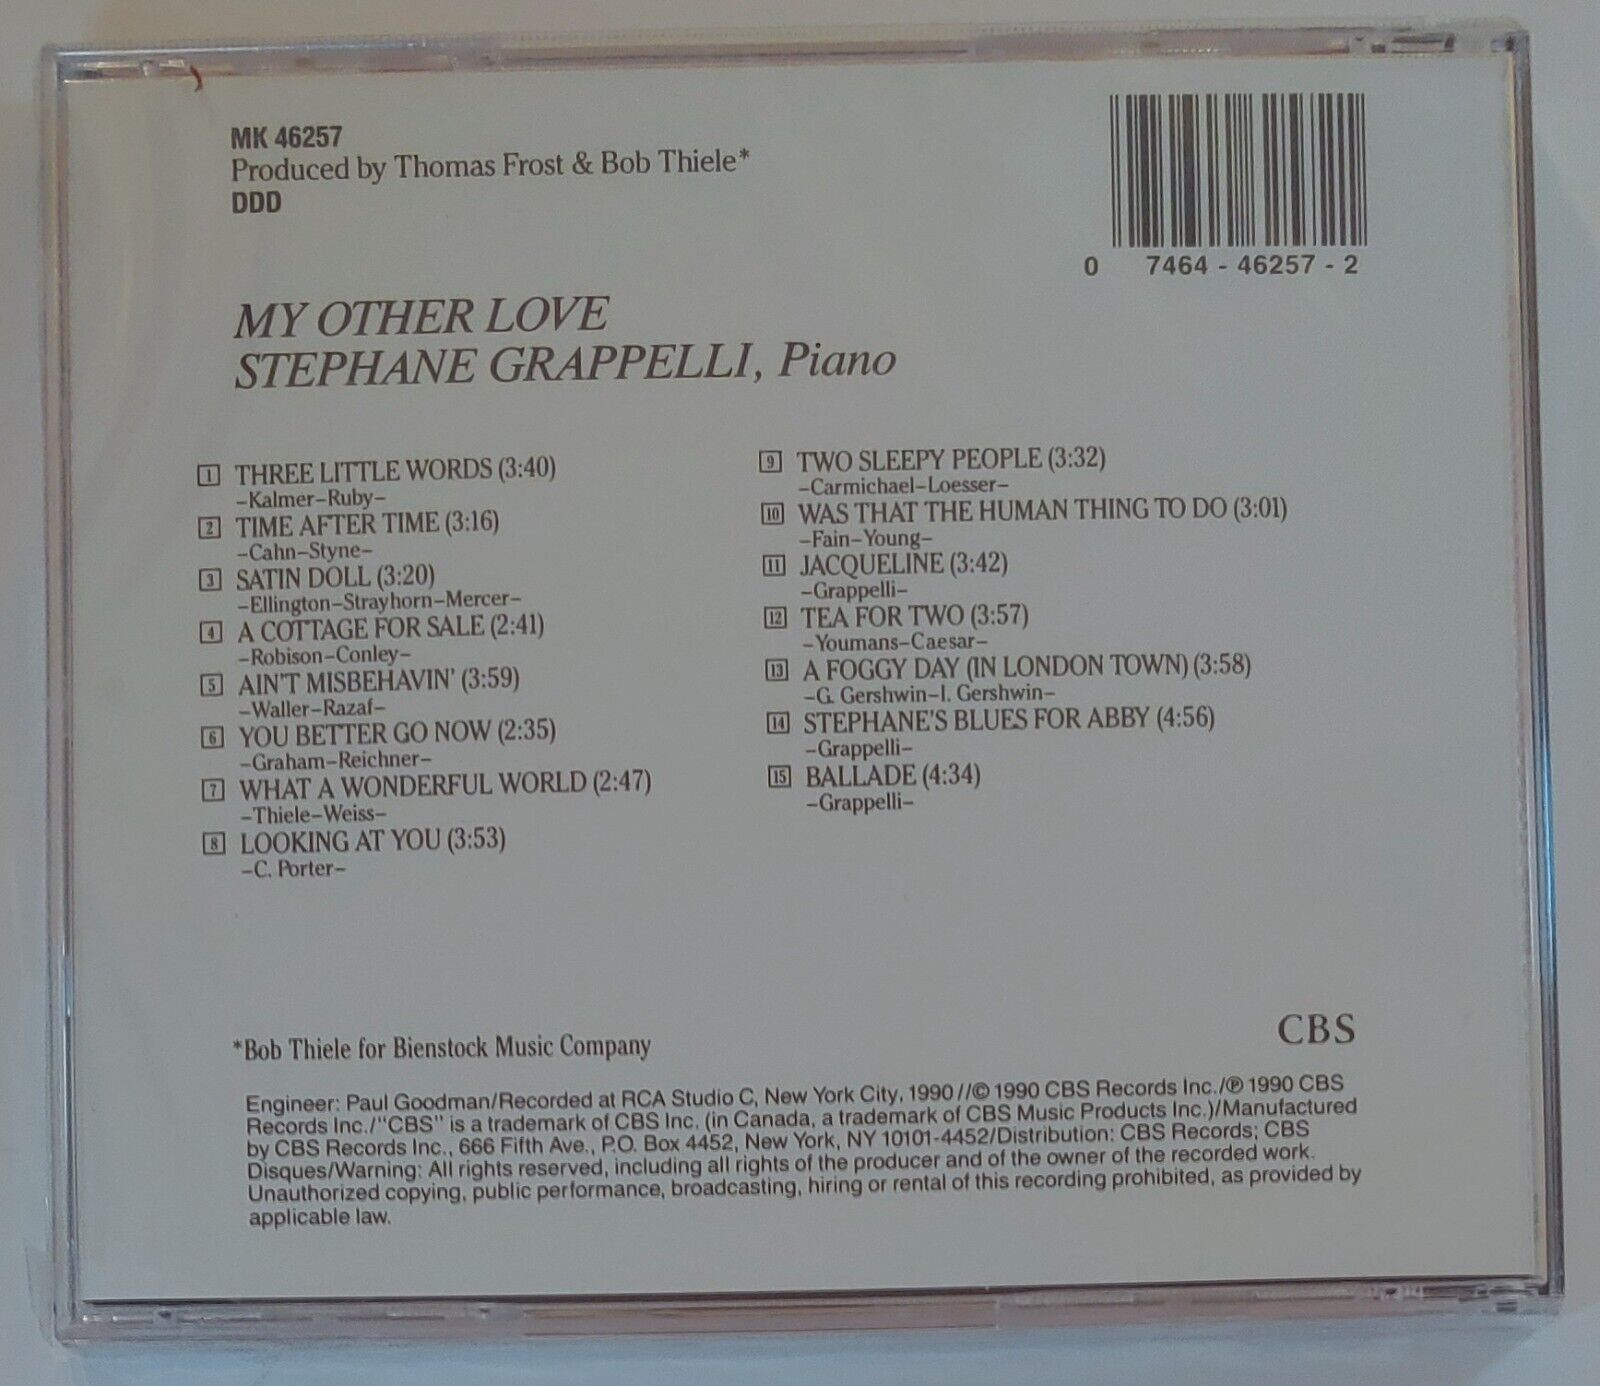 MK 46257
Produced by Thomas Frost & Bob Thiele*
DDD
0 7464 - 46257 - 2
MY OTHER LOVE
STEPHANE GRAPPELLI, Piano
1 THREE LITTLE WORDS (3:40)
–Kalmer–Ruby–
2 TIME AFTER TIME (3:16)
–Cahn–Styne–
3 SATIN DOLL (3:20)
–Ellington–Strayhorn–Mercer–
4 A COTTAGE FOR SALE (2:41)
–Robison–Conley–
5 AIN'T MISBEHAVIN' (3:59)
–Waller–Razaf–
6 YOU BETTER GO NOW (2:35)
–Graham–Reichner–
7 WHAT A WONDERFUL WORLD (2:47)
–Thiele–Weiss–
8 LOOKING AT YOU (3:53)
–C. Porter–
9 TWO SLEEPY PEOPLE (3:32)
–Carmichael–Loesser–
10 WAS THAT THE HUMAN THING TO DO (3:01)
–Fain–Young–
11 JACQUELINE (3:42)
–Grappelli–
12 TEA FOR TWO (3:57)
–Youmans–Caesar–
13 A FOGGY DAY (IN LONDON TOWN) (3:58)
–G. Gershwin–I. Gershwin–
14 STEPHANE'S BLUES FOR ABBY (4:56)
–Grappelli–
15 BALLADE (4:34)
–Grappelli–
CBS
*Bob Thiele for Bienstock Music Company
Engineer: Paul Goodman/Recorded at RCA Studio C, New York City, 1990//© 1990 CBS Records Inc./℗ 1990 CBS
Records Inc./"CBS" is a trademark of CBS Inc. (in Canada, a trademark of CBS Music Products Inc.)/Manufactured
by CBS Records Inc., 666 Fifth Ave., P.O. Box 4452, New York, NY 10101-4452/Distribution: CBS Records; CBS
Disques/Warning: All rights reserved, including all rights of the producer and of the owner of the recorded work.
Unauthorized copying, public performance, broadcasting, hiring or rental of this recording prohibited, as provided by
applicable law.